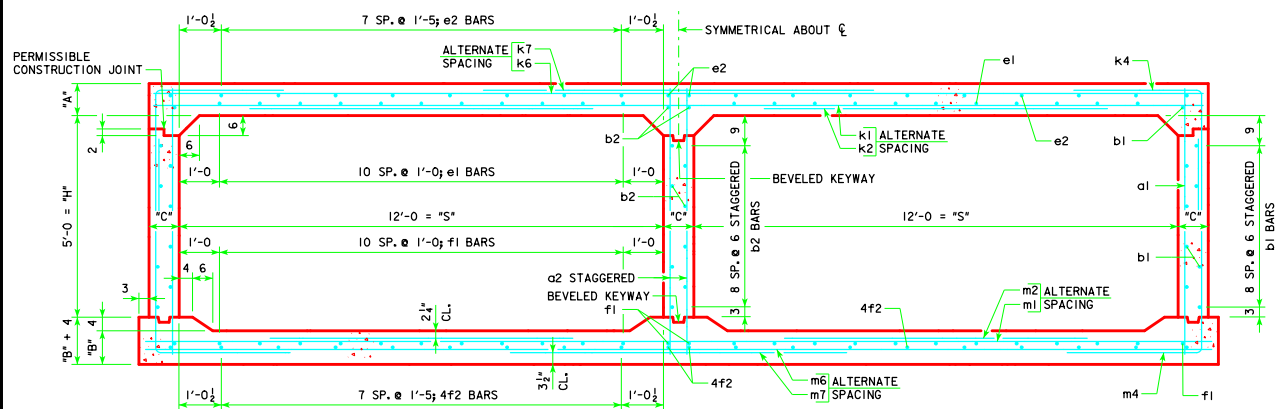 1'-0½
7 SP. @ 1'-5; e2 BARS
1'-0½
SYMMETRICAL ABOUT ℄
PERMISSIBLE
CONSTRUCTION JOINT
ALTERNATE
SPACING
k7
k6
e2
e1
k4
"A"
2
6
6
b2
k1
k2
ALTERNATE
SPACING
e2
b1
9
9
1'-0
10 SP. @ 1'-0; e1 BARS
1'-0
BEVELED KEYWAY
b2
a1
5'-0 = "H"
"C"
12'-0 = "S"
"C"
12'-0 = "S"
"C"
8 SP. @ 6 STAGGERED
b2 BARS
8 SP. @ 6 STAGGERED
b1 BARS
1'-0
10 SP. @ 1'-0; f1 BARS
1'-0
b1
4
6
a2 STAGGERED
3
BEVELED KEYWAY
f1
m2
m1
ALTERNATE
SPACING
4f2
3
3
"B" + 4
"B"
4
2¼"
CL.
3½"
CL.
4f2
m6
m7
ALTERNATE
SPACING
m4
f1
1'-0½
7 SP. @ 1'-5; 4f2 BARS
1'-0½